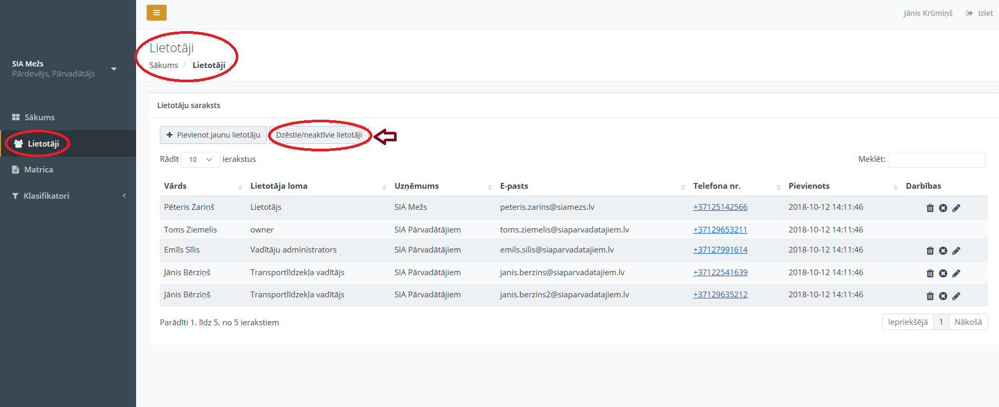 Jānis Krūmiņš Iziet
SIA Mežs
Pārdevējs, Pārvadātājs
Sākums
Lietotāji
Matrica
Klasifikatori
Lietotāji
Sākums / Lietotāji
Lietotāju saraksts
+ Pievienot jaunu lietotāju Dzēstie/neaktīvie lietotāji
Rādīt 10 ierakstus Meklēt:
Vārds Lietotāja loma Uzņēmums E-pasts Telefona nr. Pievienots Darbības
Pēteris Zariņš Lietotājs SIA Mežs peteris.zarins@siamezs.lv +37125142566 2018-10-12 14:11:46
Toms Ziemelis owner SIA Pārvadātājiem toms.ziemelis@siaparvadatajiem.lv +37129653211 2018-10-12 14:11:46
Emīls Sīlis Vadītāju administrators SIA Pārvadātājiem emils.silis@siaparvadatajiem.lv +37127991614 2018-10-12 14:11:46
Jānis Bērziņš Transportlīdzekļa vadītājs SIA Pārvadātājiem janis.berzins@siaparvadatajiem.lv +37122541639 2018-10-12 14:11:46
Jānis Bērziņš Transportlīdzekļa vadītājs SIA Pārvadātājiem janis.berzins2@siaparvadatajiem.lv +37129635212 2018-10-12 14:11:46
Parādīti 1. līdz 5. no 5 ierakstiem
Iepriekšējā 1 Nākošā